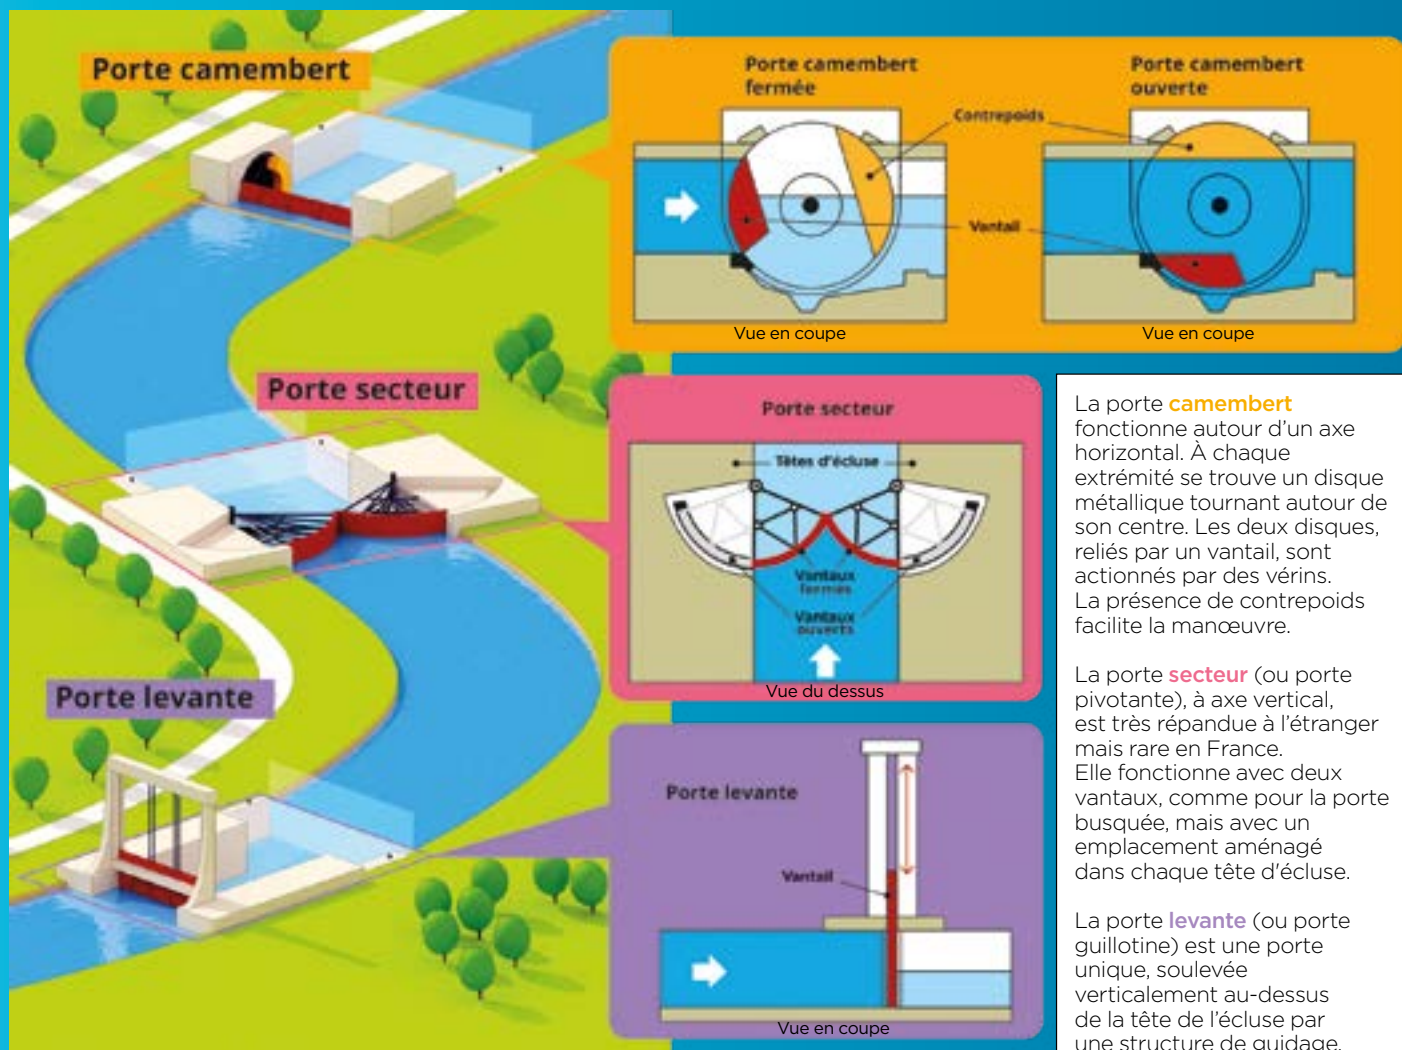 Porte camembert
Porte camembert
fermée
Porte camembert
ouverte
Contrepoids
Vantail
Vue en coupe
Vue en coupe
Porte secteur
Porte secteur
Têtes d'écluse
Vantaux
fermés
Vantaux
ouverts
Vue du dessus
Porte levante
Porte levante
Vantail
Vue en coupe
La porte camembert
fonctionne autour d’un axe
horizontal. À chaque
extrémité se trouve un disque
métallique tournant autour de
son centre. Les deux disques,
reliés par un vantail, sont
actionnés par des vérins.
La présence de contrepoids
facilite la manœuvre.
La porte secteur (ou porte
pivotante), à axe vertical,
est très répandue à l’étranger
mais rare en France.
Elle fonctionne avec deux
vantaux, comme pour la porte
busquée, mais avec un
emplacement aménagé
dans chaque tête d'écluse.
La porte levante (ou porte
guillotine) est une porte
unique, soulevée
verticalement au-dessus
de la tête de l’écluse par
une structure de guidage.